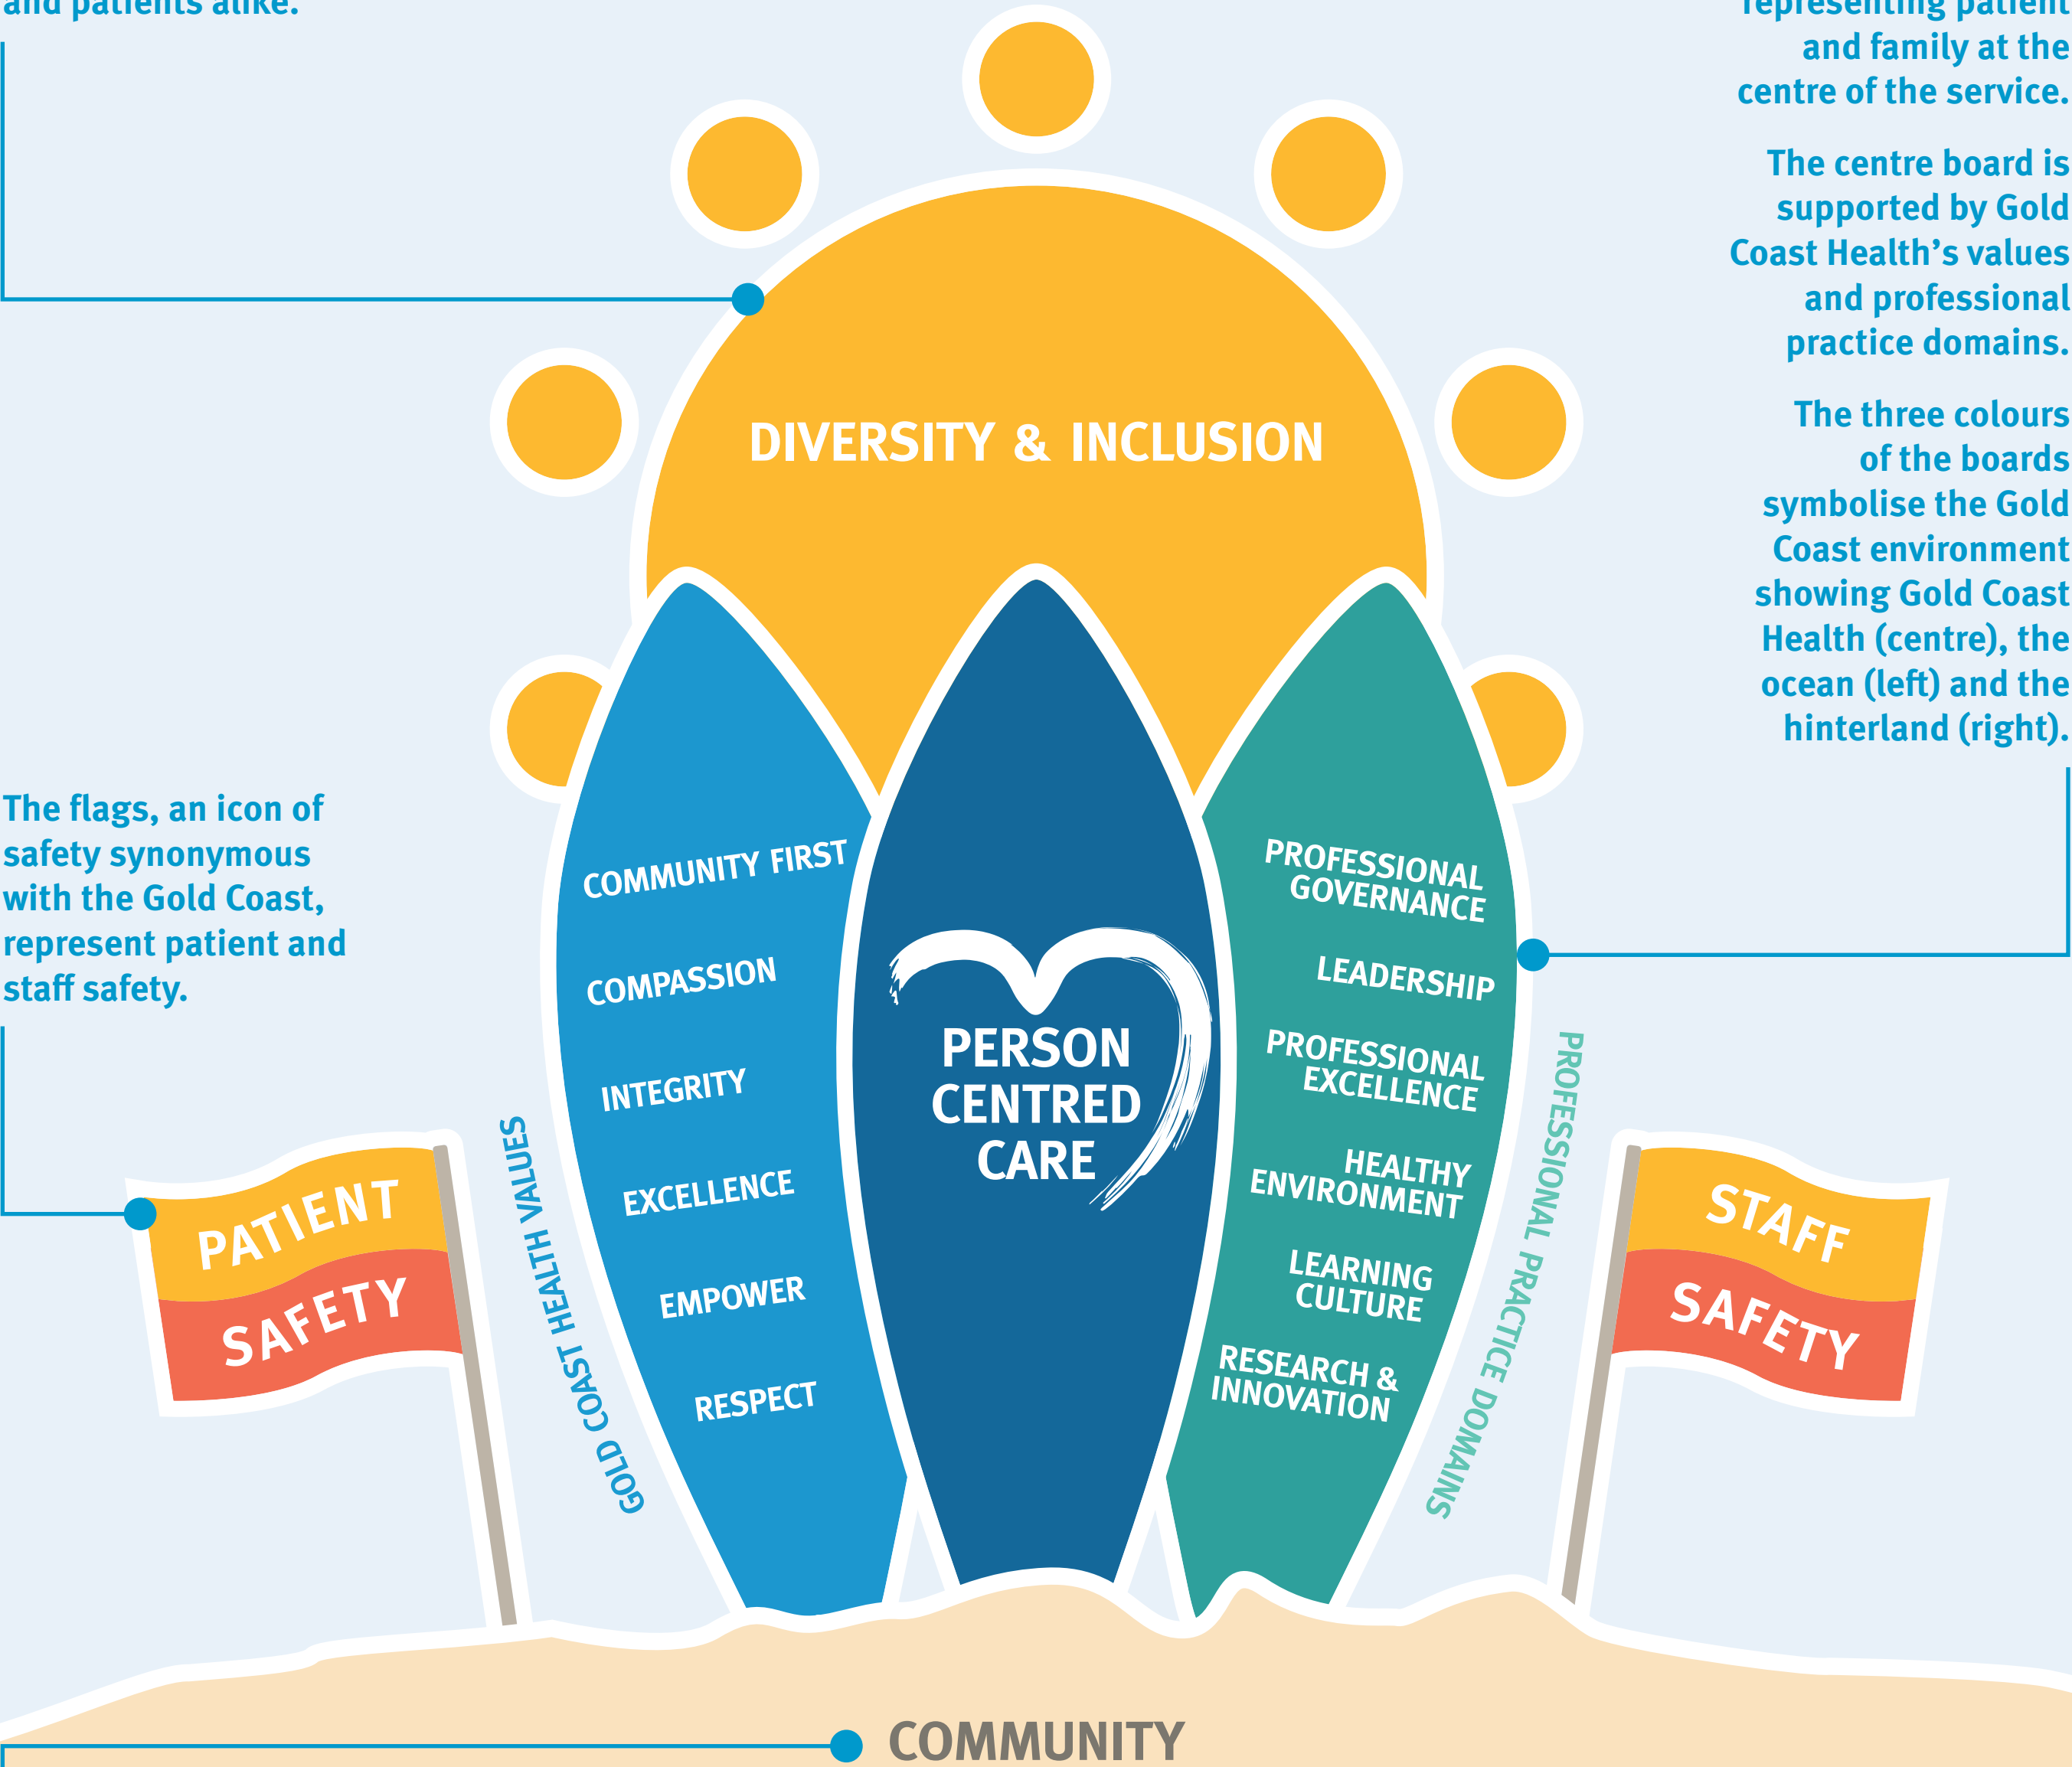 and patients alike.
representing patient
and family at the
centre of the service.
The centre board is
supported by Gold
Coast Health’s values
and professional
practice domains.
The three colours
of the boards
symbolise the Gold
Coast environment
showing Gold Coast
Health (centre), the
ocean (left) and the
hinterland (right).
DIVERSITY & INCLUSION
The flags, an icon of
safety synonymous
with the Gold Coast,
represent patient and
staff safety.
PATIENT
SAFETY
GOLD COAST HEALTH VALUES
COMMUNITY FIRST
COMPASSION
INTEGRITY
EXCELLENCE
EMPOWER
RESPECT
PERSON
CENTRED
CARE
PROFESSIONAL
GOVERNANCE
LEADERSHIP
PROFESSIONAL
EXCELLENCE
HEALTHY
ENVIRONMENT
LEARNING
CULTURE
RESEARCH &
INNOVATION
PROFESSIONAL PRACTICE DOMAINS
STAFF
SAFETY
COMMUNITY